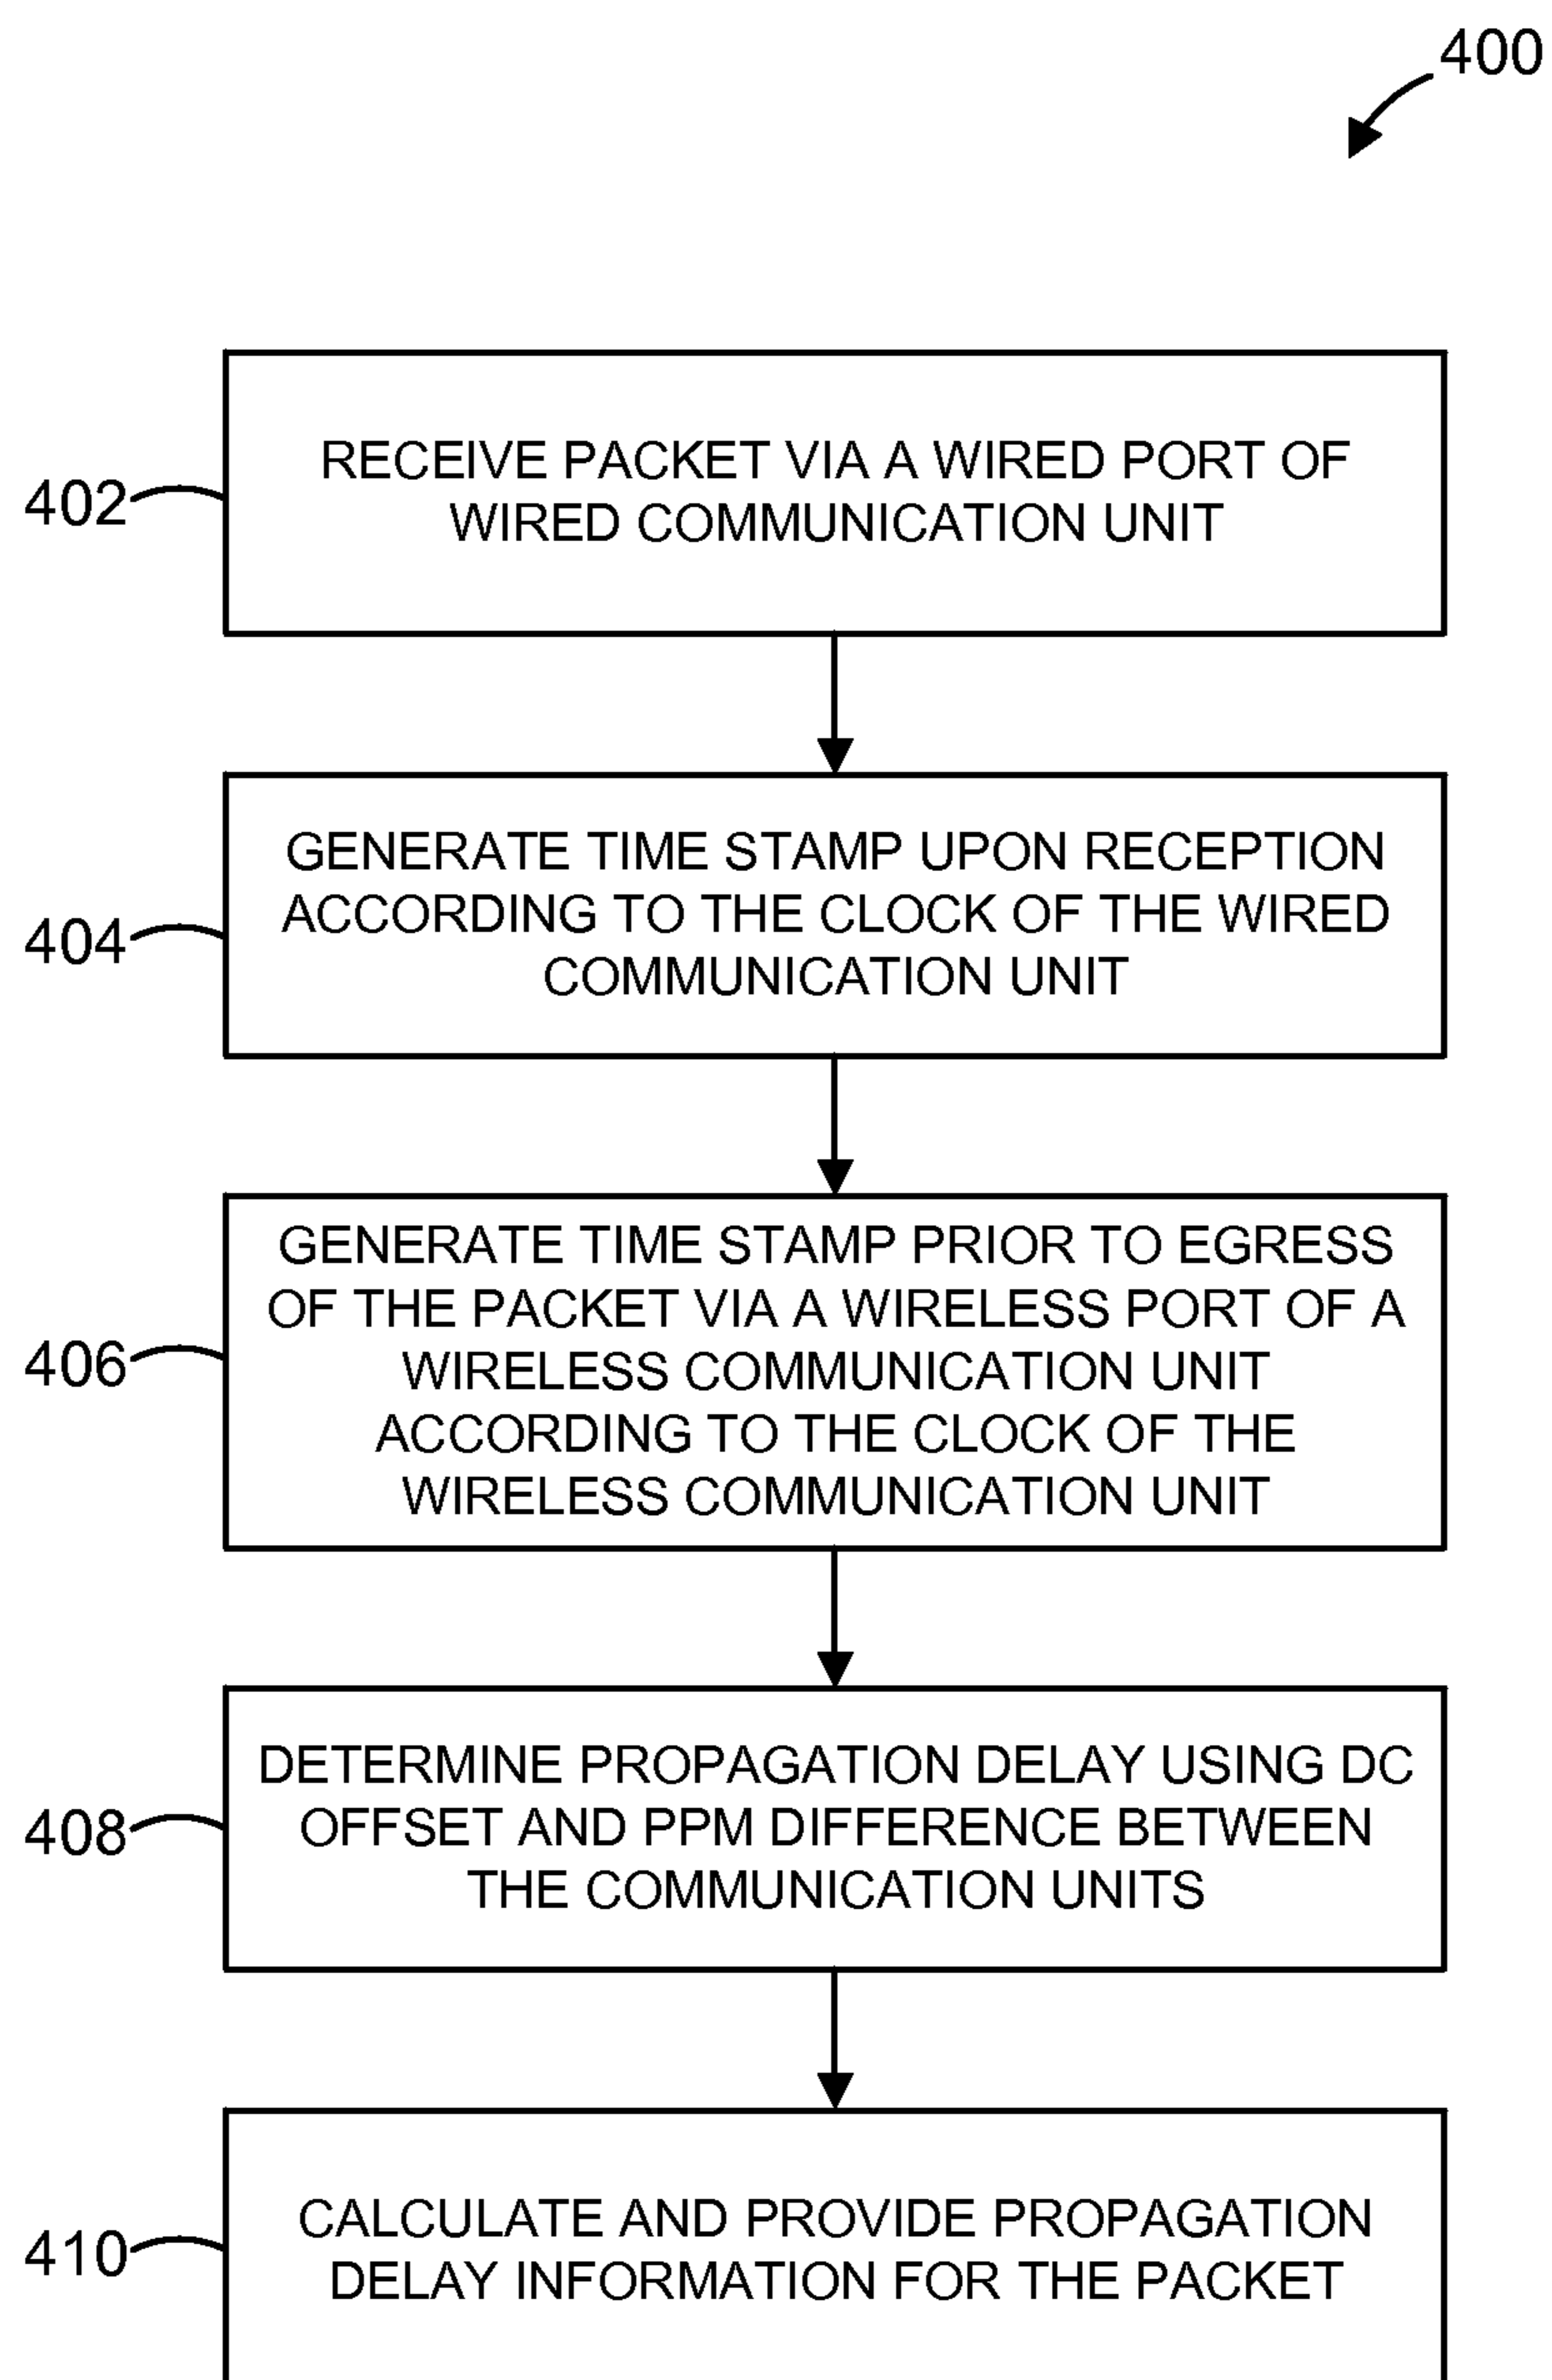 400
402
RECEIVE PACKET VIA A WIRED PORT OF
WIRED COMMUNICATION UNIT
404
GENERATE TIME STAMP UPON RECEPTION
ACCORDING TO THE CLOCK OF THE WIRED
COMMUNICATION UNIT
406
GENERATE TIME STAMP PRIOR TO EGRESS
OF THE PACKET VIA A WIRELESS PORT OF A
WIRELESS COMMUNICATION UNIT
ACCORDING TO THE CLOCK OF THE
WIRELESS COMMUNICATION UNIT
408
DETERMINE PROPAGATION DELAY USING DC
OFFSET AND PPM DIFFERENCE BETWEEN
THE COMMUNICATION UNITS
410
CALCULATE AND PROVIDE PROPAGATION
DELAY INFORMATION FOR THE PACKET